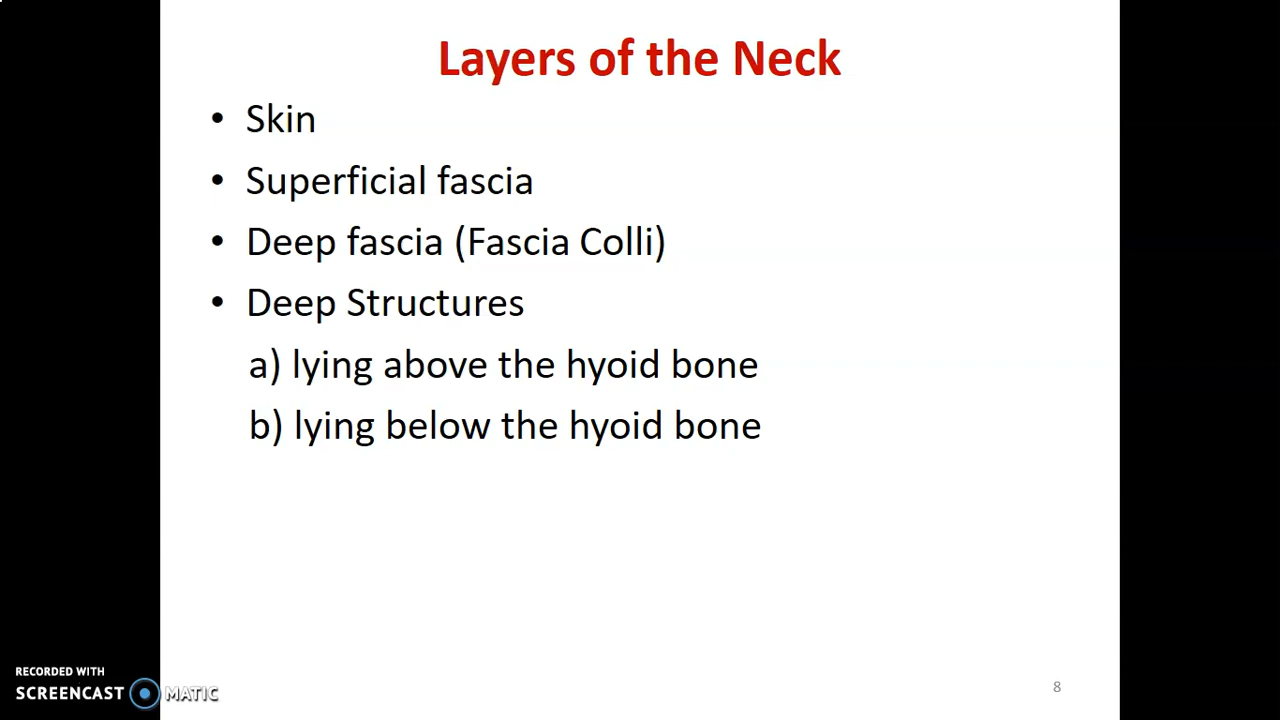 Layers of the Neck
• Skin
• Superficial fascia
• Deep fascia (Fascia Colli)
• Deep Structures
a) lying above the hyoid bone
b) lying below the hyoid bone
RECORDED WITH
SCREENCAST MATIC
8